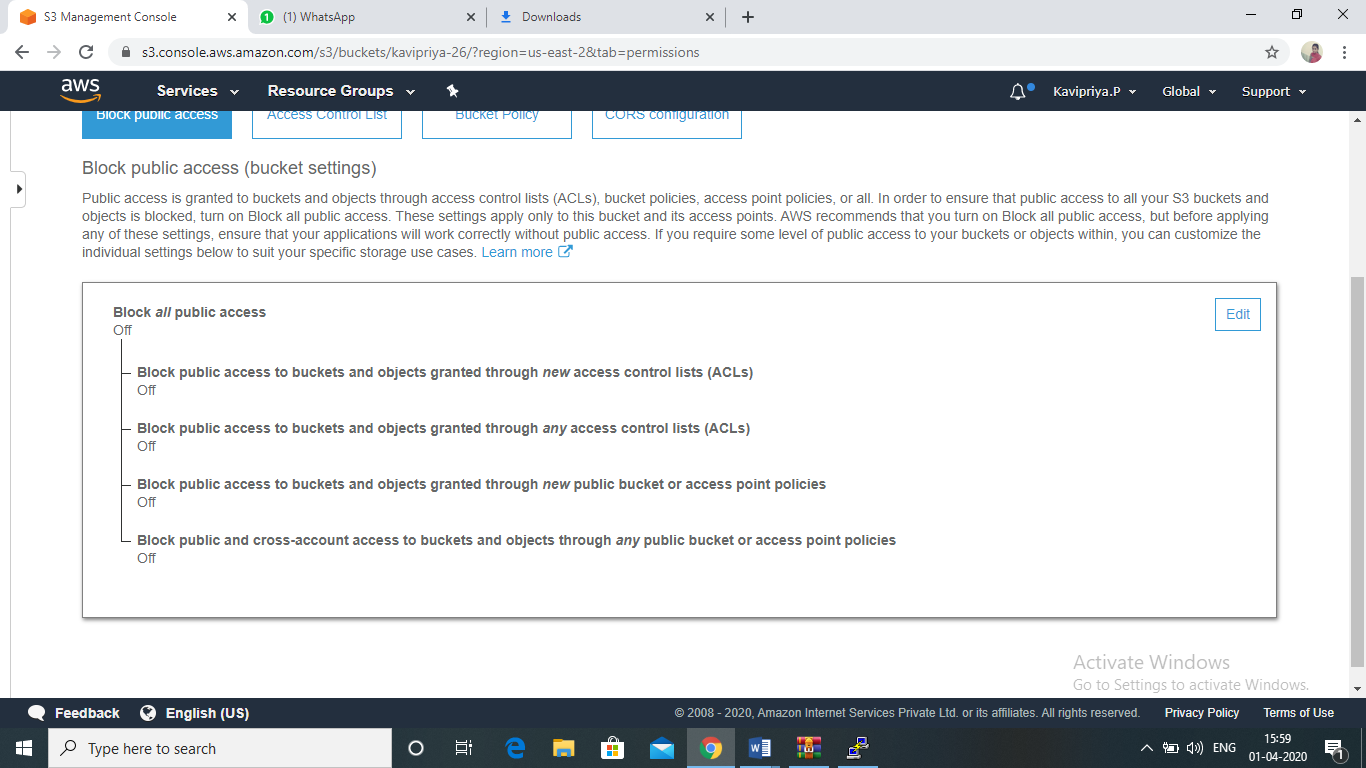 S3 Management Console
(1) WhatsApp
Downloads
s3.console.aws.amazon.com/s3/buckets/kavipriya-26/?region=us-east-2&tab=permissions
aws
Services
Resource Groups
Kavipriya.P
Global
Support
Block public access
Access Control List
Bucket Policy
CORS configuration
Block public access (bucket settings)
Public access is granted to buckets and objects through access control lists (ACLs), bucket policies, access point policies, or all. In order to ensure that public access to all your S3 buckets and
objects is blocked, turn on Block all public access. These settings apply only to this bucket and its access points. AWS recommends that you turn on Block all public access, but before applying
any of these settings, ensure that your applications will work correctly without public access. If you require some level of public access to your buckets or objects within, you can customize the
individual settings below to suit your specific storage use cases. Learn more
Block all public access
Off
Edit
Block public access to buckets and objects granted through new access control lists (ACLs)
Off
Block public access to buckets and objects granted through any access control lists (ACLs)
Off
Block public access to buckets and objects granted through new public bucket or access point policies
Off
Block public and cross-account access to buckets and objects through any public bucket or access point policies
Off
Activate Windows
Go to Settings to activate Windows.
Feedback
English (US)
© 2008 - 2020, Amazon Internet Services Private Ltd. or its affiliates. All rights reserved.
Privacy Policy
Terms of Use
Type here to search
ENG
15:59
01-04-2020
1